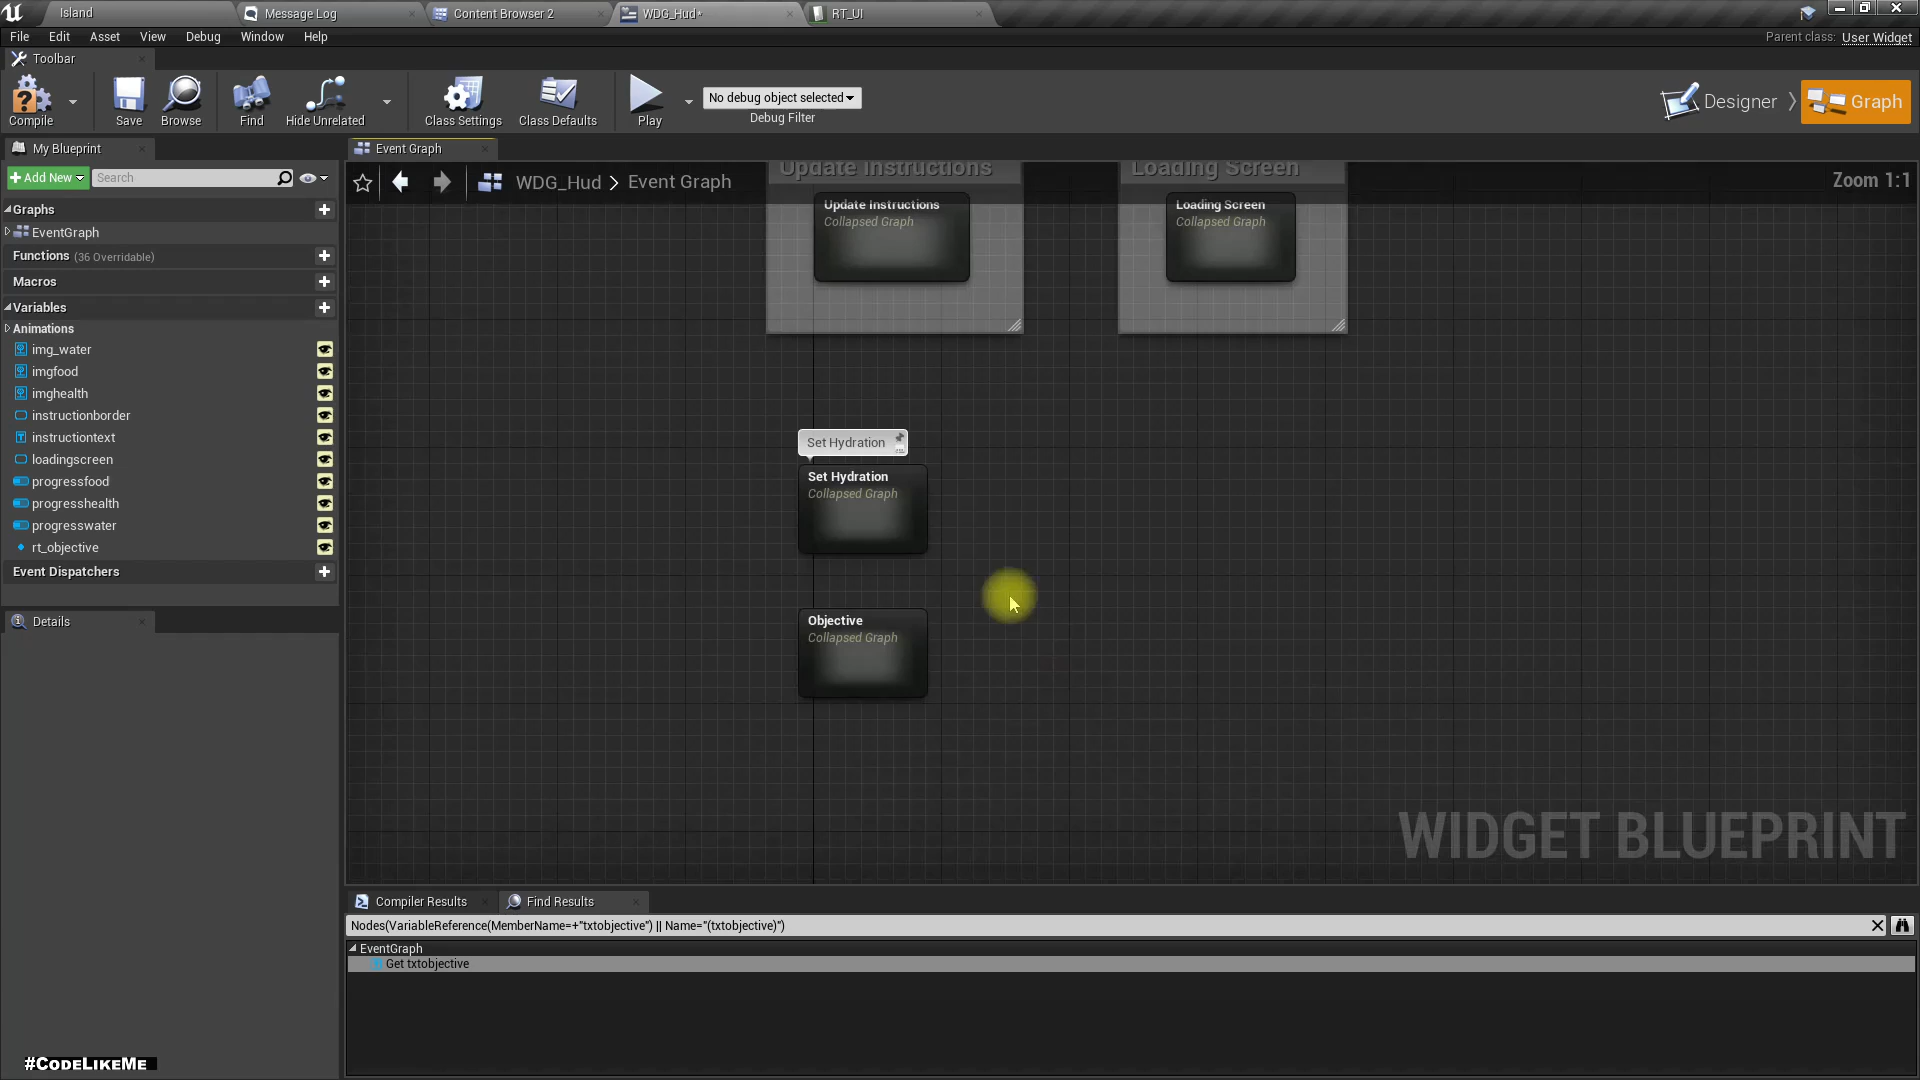 Island
Message Log
Content Browser 2
WDG_Hud*
RT_UI
File Edit Asset View Debug Window Help
Parent class: User Widget
Toolbar
Compile
Save
Browse
Find
Hide Unrelated
Class Settings
Class Defaults
Play
No debug object selected
Debug Filter
Designer
Graph
My Blueprint
Event Graph
Add New
Search
WDG_Hud > Event Graph
Zoom 1:1
Update Instructions
Loading Screen
Update Instructions
Collapsed Graph
Loading Screen
Collapsed Graph
Graphs
EventGraph
Functions (36 Overridable)
Macros
Variables
Animations
img_water
imgfood
imghealth
instructionborder
instructiontext
loadingscreen
progressfood
progresshealth
progresswater
rt_objective
Event Dispatchers
Details
Set Hydration
Set Hydration
Collapsed Graph
Objective
Collapsed Graph
WIDGET BLUEPRINT
Compiler Results
Find Results
Nodes(VariableReference(MemberName=+"txtobjective") || Name="(txtobjective)")
EventGraph
Get txtobjective
#CodeLikeMe